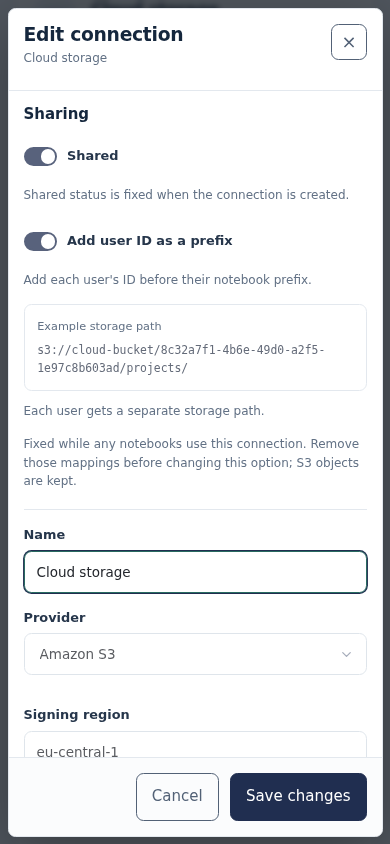 Edit connection
Cloud storage
Sharing
Shared
Shared status is fixed when the connection is created.
Add user ID as a prefix
Add each user's ID before their notebook prefix.
Example storage path
s3://cloud-bucket/8c32a7f1-4b6e-49d0-a2f5-
1e97c8b603ad/projects/
Each user gets a separate storage path.
Fixed while any notebooks use this connection. Remove
those mappings before changing this option; S3 objects
are kept.
Name
Cloud storage
Provider
Amazon S3
Signing region
eu-central-1
Cancel
Save changes